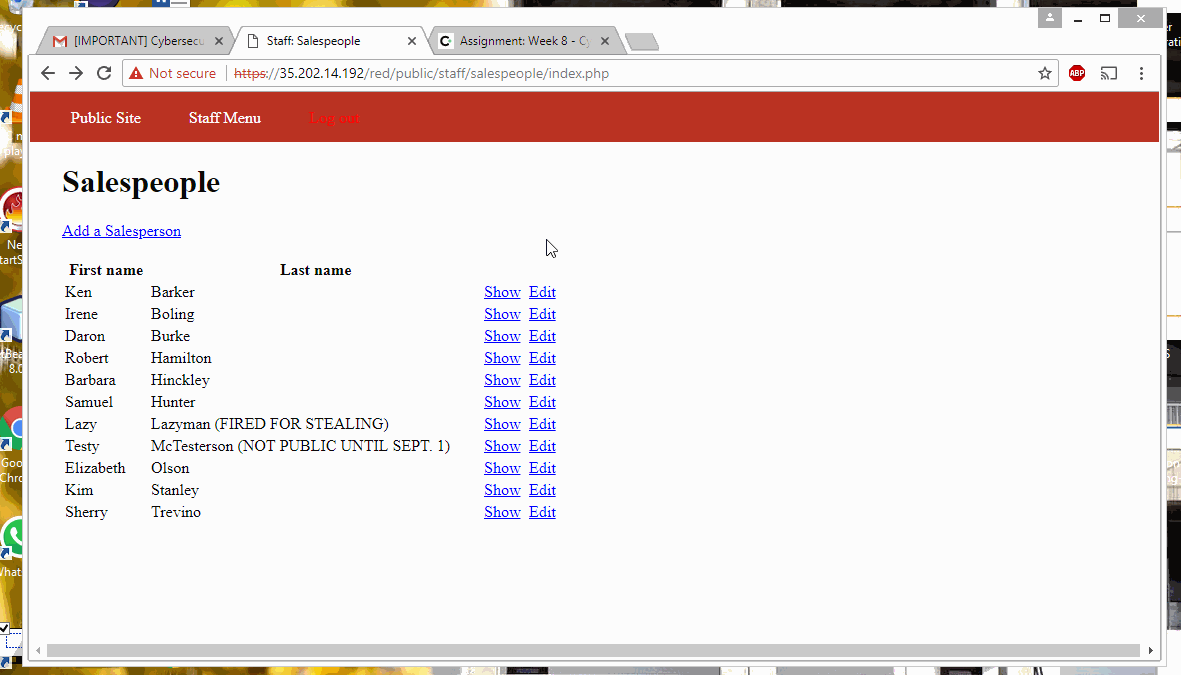 [IMPORTANT] Cybersecu
Staff: Salespeople
Assignment: Week 8 - Cy
Not secure
https://35.202.14.192/red/public/staff/salespeople/index.php
ABP
Public Site Staff Menu Log out
Salespeople
Add a Salesperson
First name Last name
Ken Barker Show Edit
Irene Boling Show Edit
Daron Burke Show Edit
Robert Hamilton Show Edit
Barbara Hinckley Show Edit
Samuel Hunter Show Edit
Lazy Lazyman (FIRED FOR STEALING) Show Edit
Testy McTesterson (NOT PUBLIC UNTIL SEPT. 1) Show Edit
Elizabeth Olson Show Edit
Kim Stanley Show Edit
Sherry Trevino Show Edit